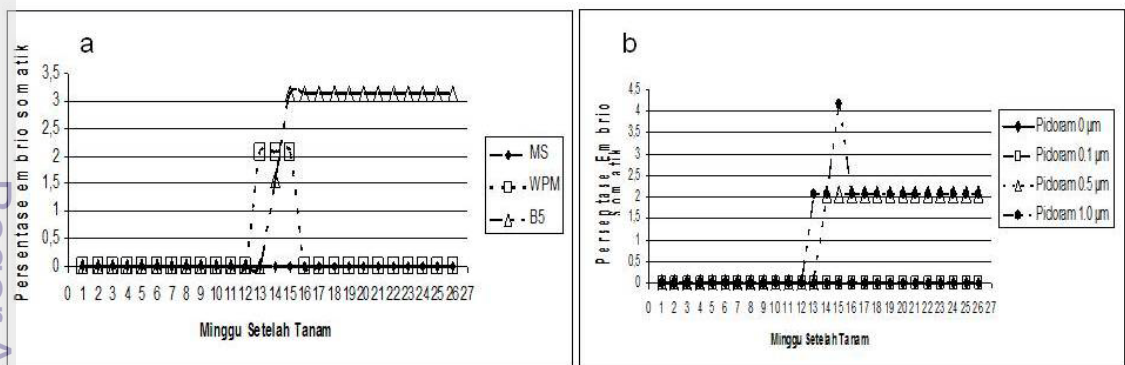 a
Persentase embrio somatik
3,5
3
2,5
2
1,5
1
0,5
0
0 1 2 3 4 5 6 7 8 9 10 11 12 13 14 15 16 17 18 19 20 21 22 23 24 25 26 27
Minggu Setelah Tanam
MS
WPM
B5
b
Perseptase Embrio
Somatik
4,5
4
3,5
3
2,5
2
1,5
1
0,5
0
0 1 2 3 4 5 6 7 8 9 10 11 12 13 14 15 16 17 18 19 20 21 22 23 24 25 26 27
Minggu Setelah Tanam
Pidoram 0 µm
Pidoram 0.1 µm
Pidoram 0.5 µm
Pidoram 1.0 µm